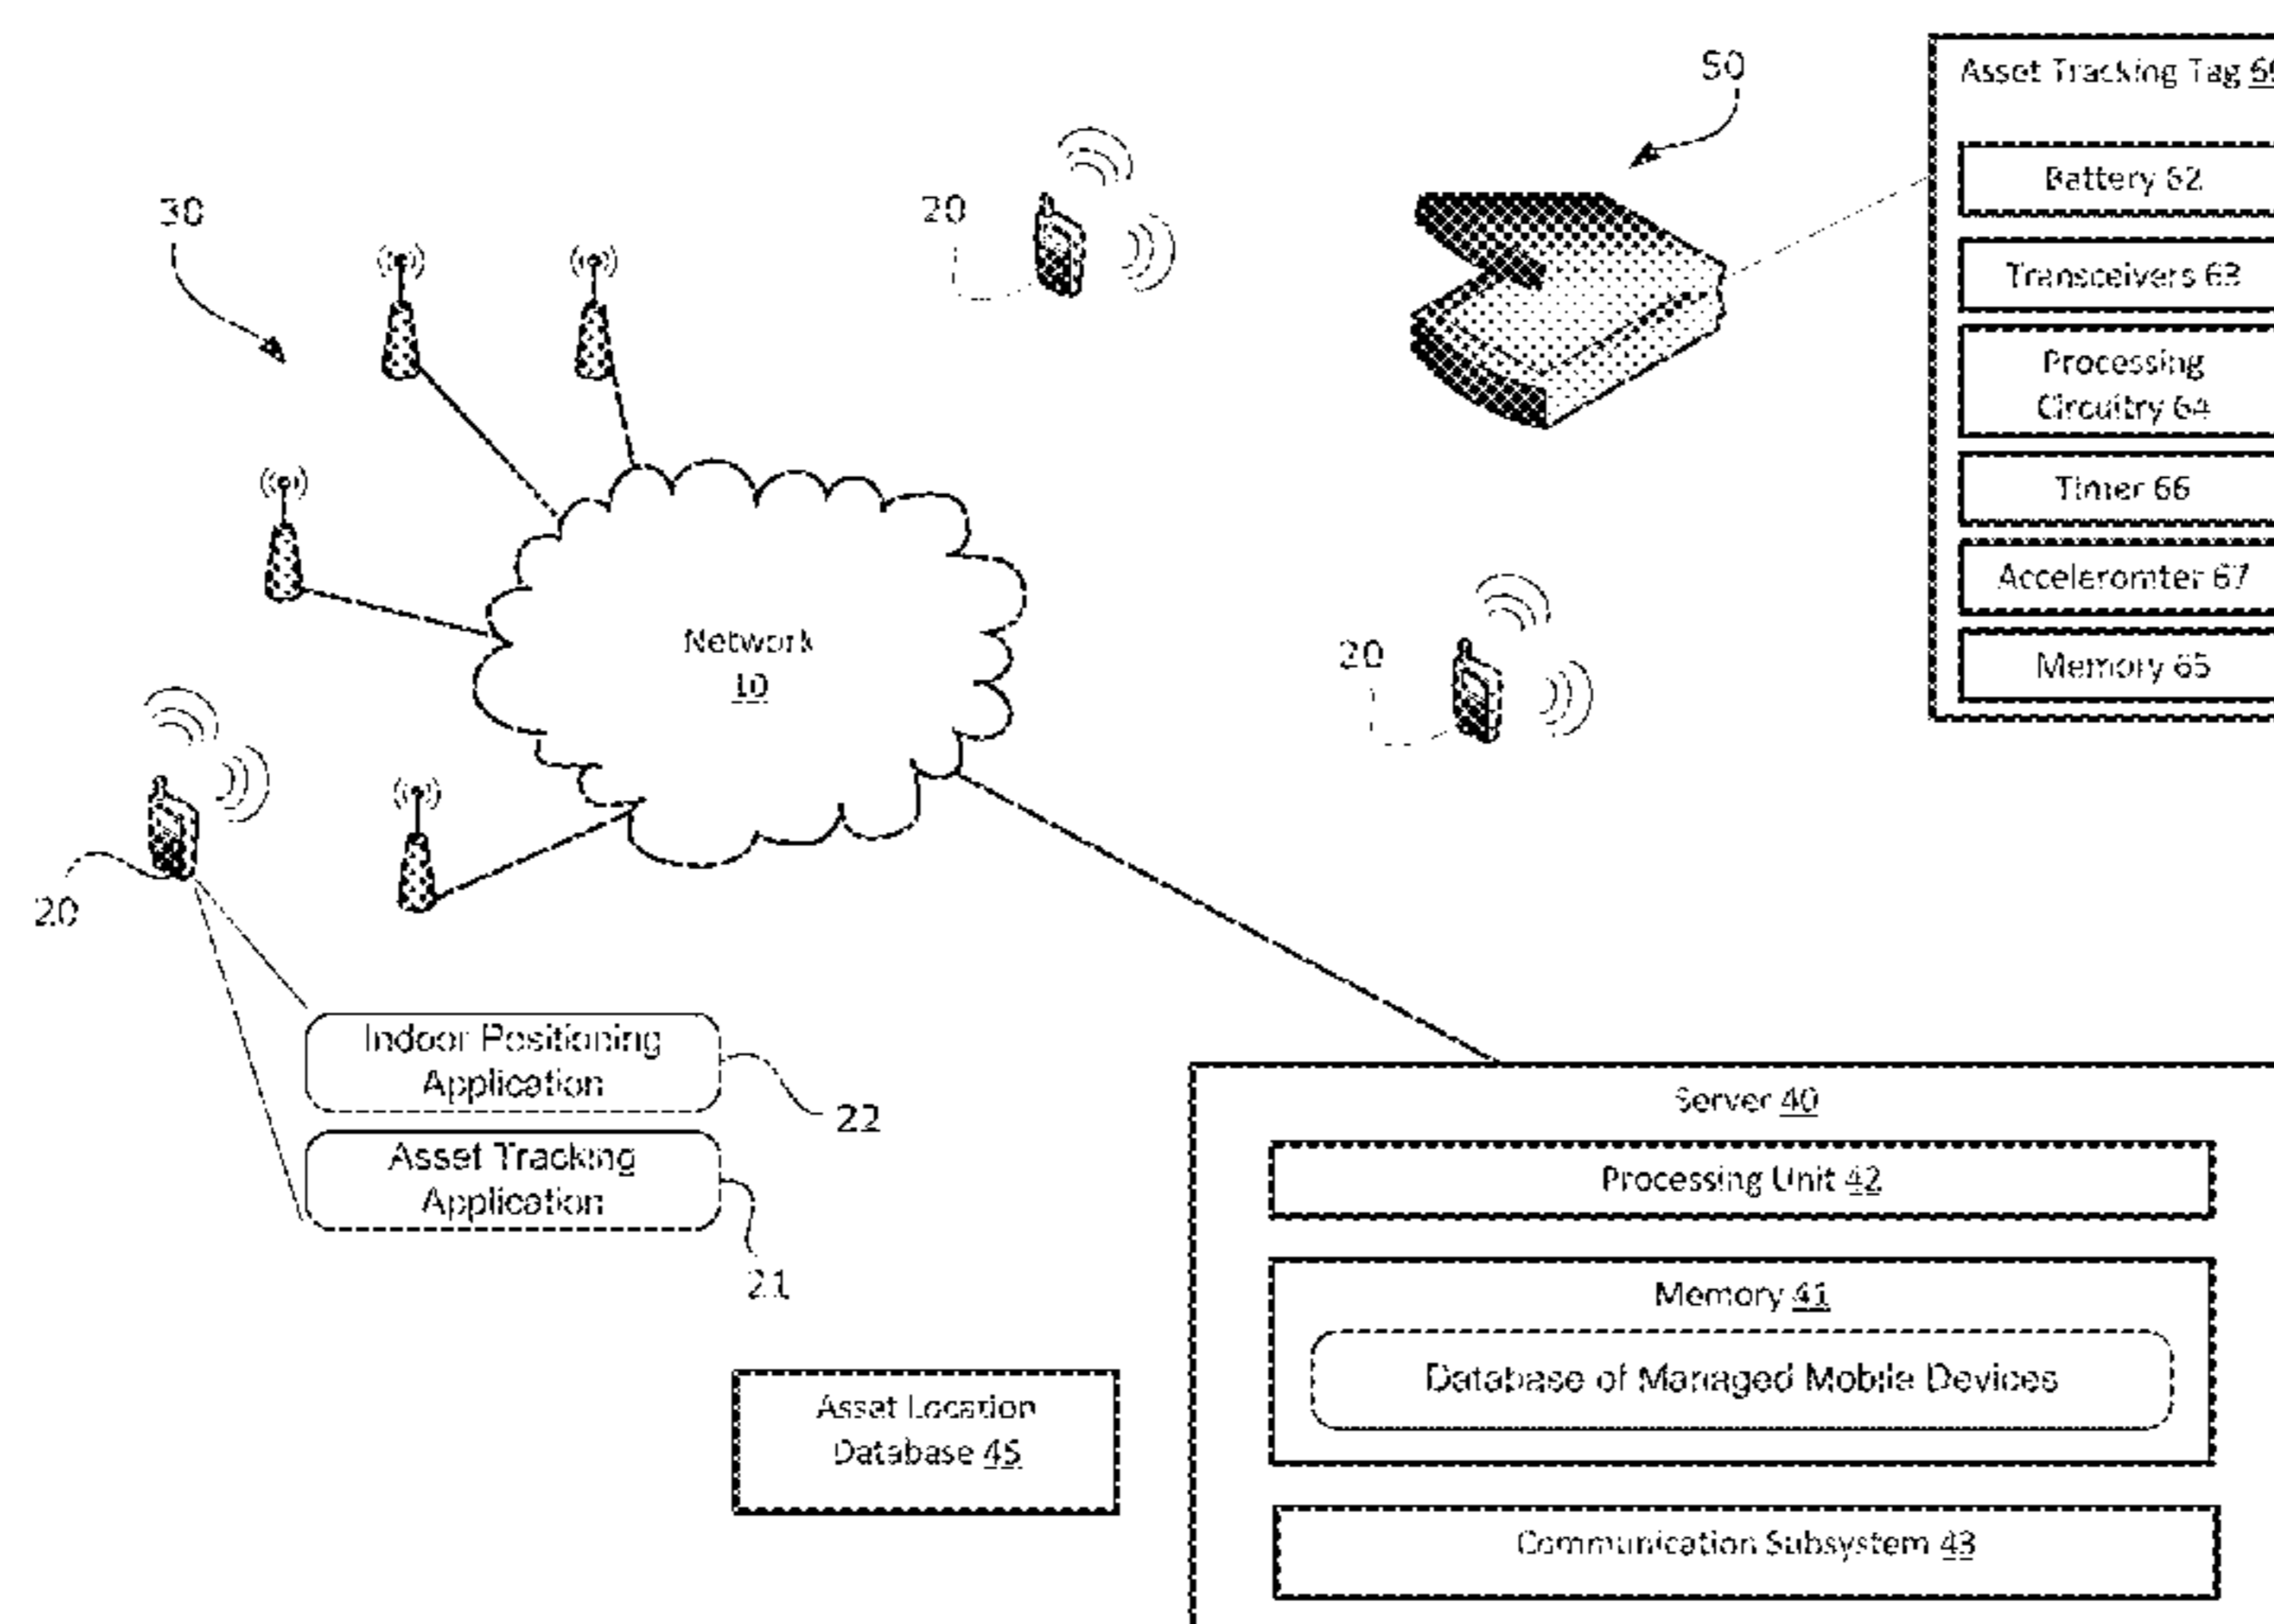 50
Asset Tracking Tag
Battery 62
Transceivers 63
Processing
Circuitry 64
Timer 66
Acceleromter 67
Memory 65
30
20
Network
10
20
20
Indoor Positioning
Application
22
Asset Tracking
Application
21
Asset Location
Database 45
Server 40
Processing Unit 42
Memory 41
Database of Managed Mobile Devices
Communication Subsystem 43